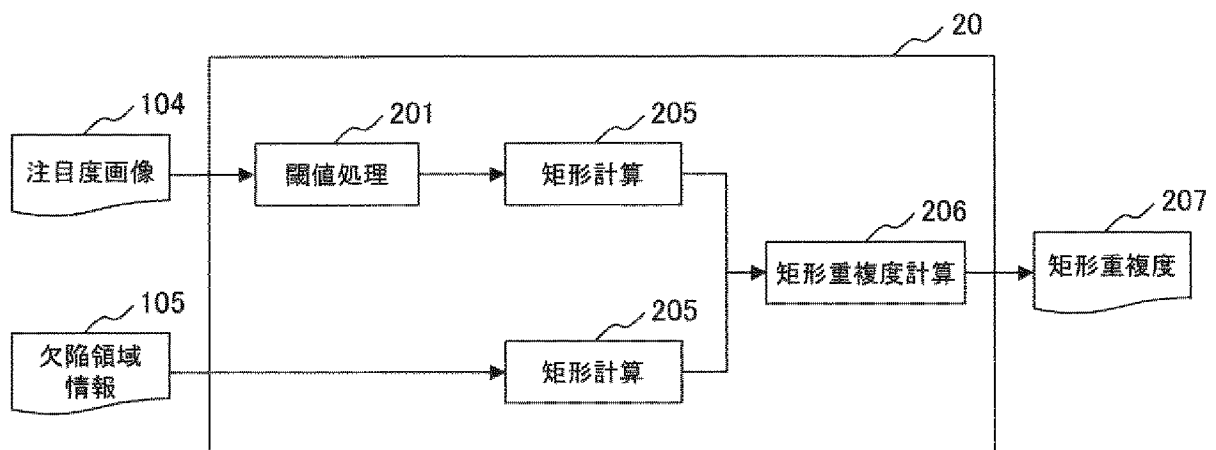 20
104
201
205
注目度画像
閾値処理
矩形計算
206
207
矩形重複度計算
矩形重複度
105
205
欠陥領域
情報
矩形計算